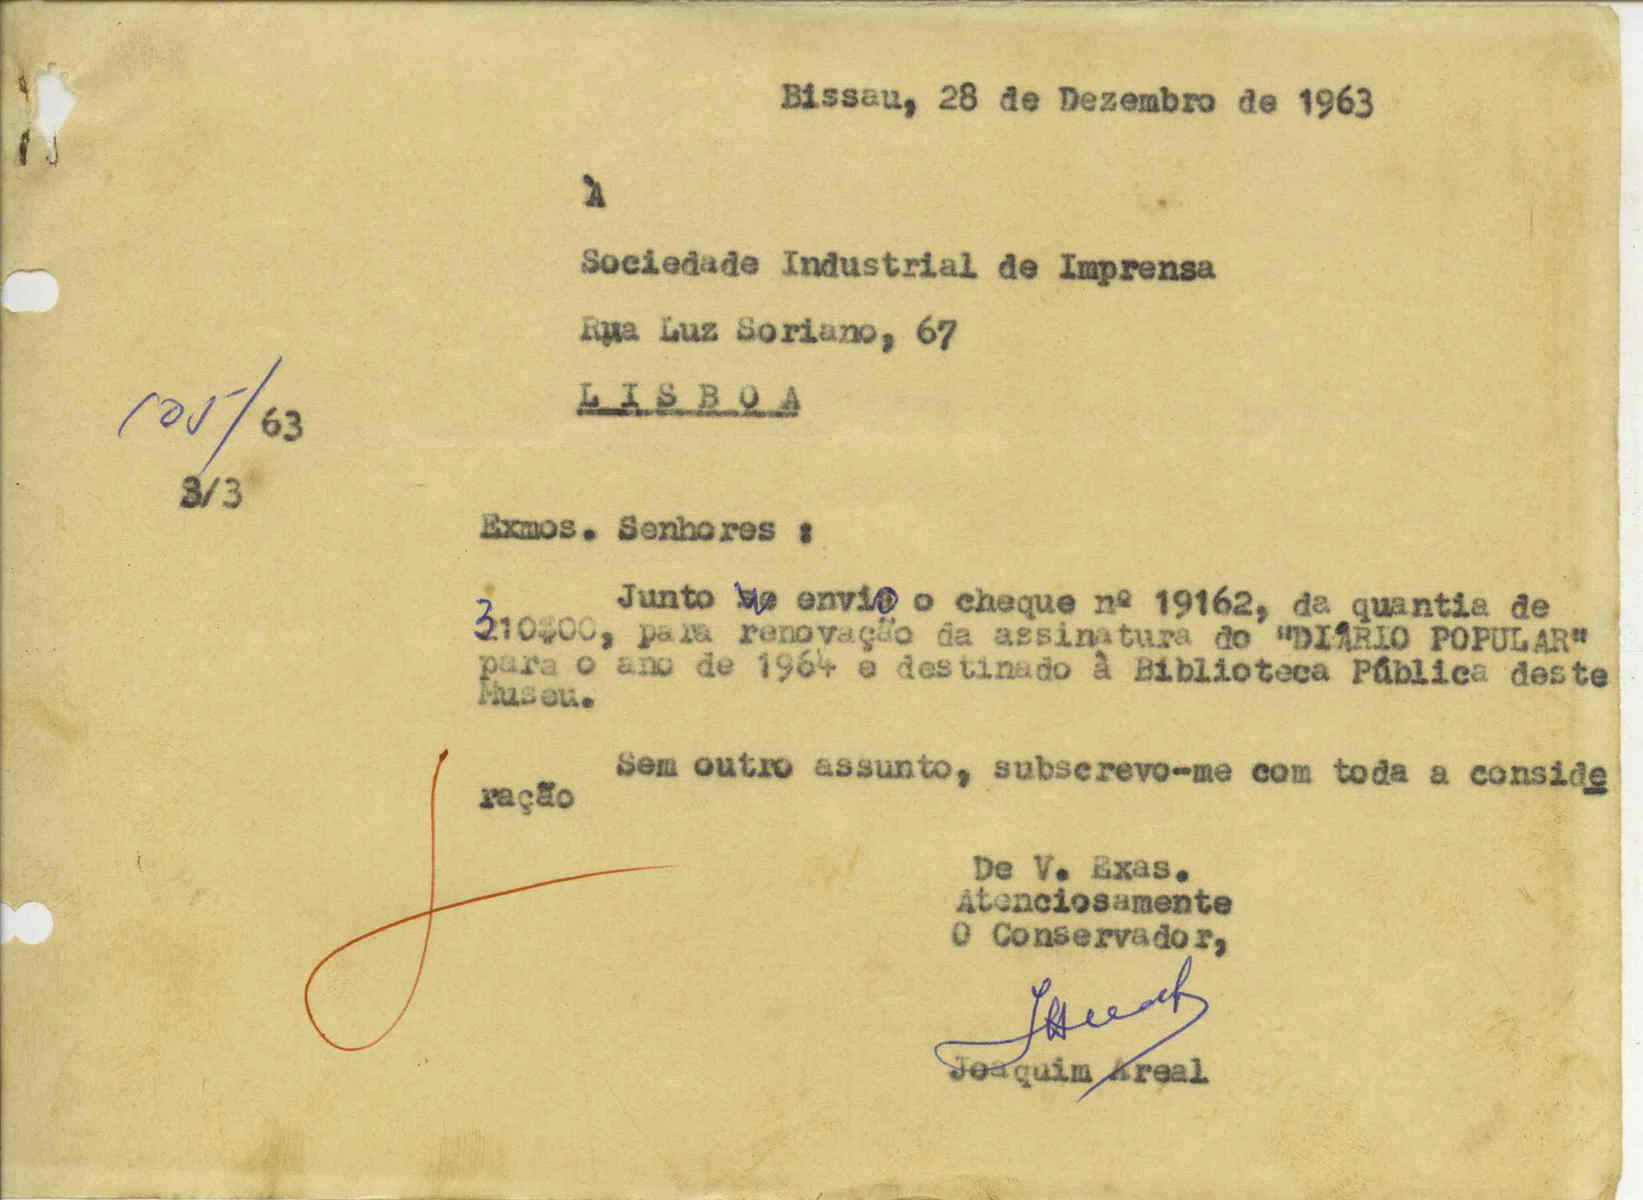 Bissau, 28 de Dezembro de 1963
À
Sociedade Industrial de Imprensa
Rua Luz Soriano, 67
LISBOA
105/63
3/3
Exmos. Senhores :
Junto envio o cheque nº 19162, da quantia de
310$00, para renovação da assinatura do "DIÁRIO POPULAR"
para o ano de 1964 e destinado à Biblioteca Pública deste
Museu.
Sem outro assunto, subscrevo-me com toda a conside
ração
De V. Exas.
Atenciosamente
O Conservador,
Joaquim Areal